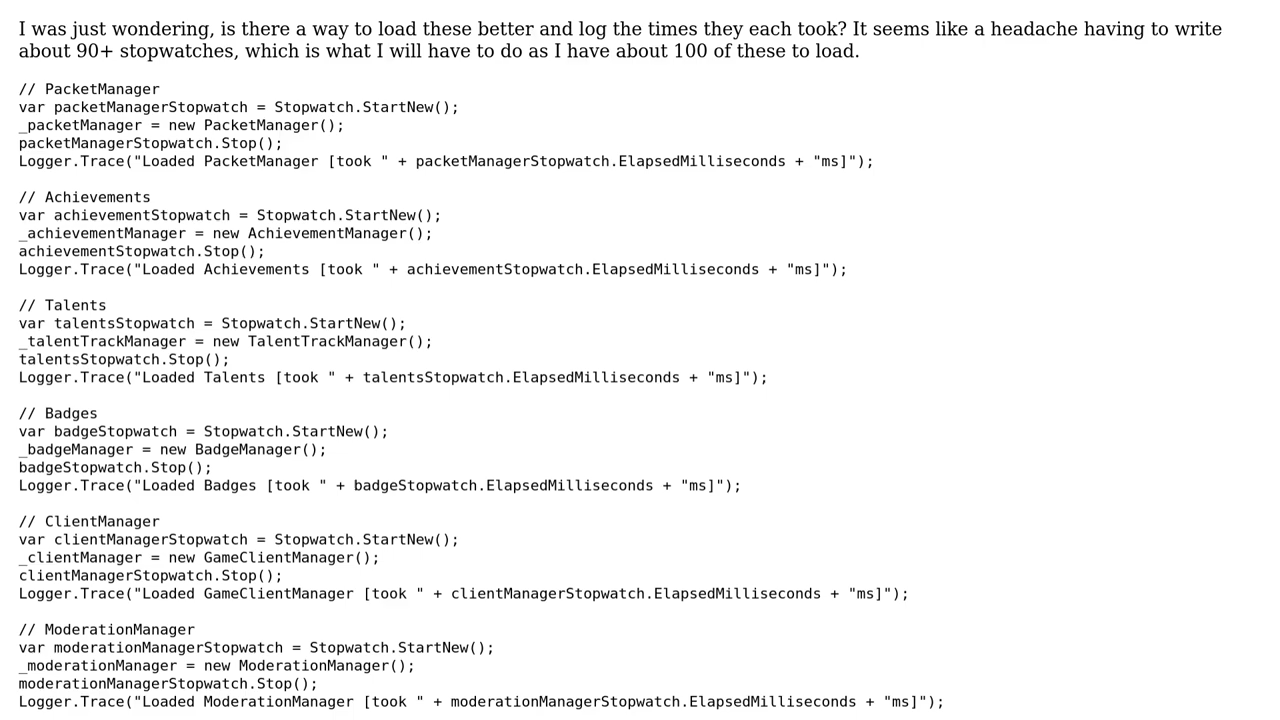 I was just wondering, is there a way to load these better and log the times they each took? It seems like a headache having to write
about 90+ stopwatches, which is what I will have to do as I have about 100 of these to load.
// PacketManager
var packetManagerStopwatch = Stopwatch.StartNew();
_packetManager = new PacketManager();
packetManagerStopwatch.Stop();
Logger.Trace("Loaded PacketManager [took " + packetManagerStopwatch.ElapsedMilliseconds + "ms]");
// Achievements
var achievementStopwatch = Stopwatch.StartNew();
_achievementManager = new AchievementManager();
achievementStopwatch.Stop();
Logger.Trace("Loaded Achievements [took " + achievementStopwatch.ElapsedMilliseconds + "ms]");
// Talents
var talentsStopwatch = Stopwatch.StartNew();
_talentTrackManager = new TalentTrackManager();
talentsStopwatch.Stop();
Logger.Trace("Loaded Talents [took " + talentsStopwatch.ElapsedMilliseconds + "ms]");
// Badges
var badgeStopwatch = Stopwatch.StartNew();
_badgeManager = new BadgeManager();
badgeStopwatch.Stop();
Logger.Trace("Loaded Badges [took " + badgeStopwatch.ElapsedMilliseconds + "ms]");
// ClientManager
var clientManagerStopwatch = Stopwatch.StartNew();
_clientManager = new GameClientManager();
clientManagerStopwatch.Stop();
Logger.Trace("Loaded GameClientManager [took " + clientManagerStopwatch.ElapsedMilliseconds + "ms]");
// ModerationManager
var moderationManagerStopwatch = Stopwatch.StartNew();
_moderationManager = new ModerationManager();
moderationManagerStopwatch.Stop();
Logger.Trace("Loaded ModerationManager [took " + moderationManagerStopwatch.ElapsedMilliseconds + "ms]");